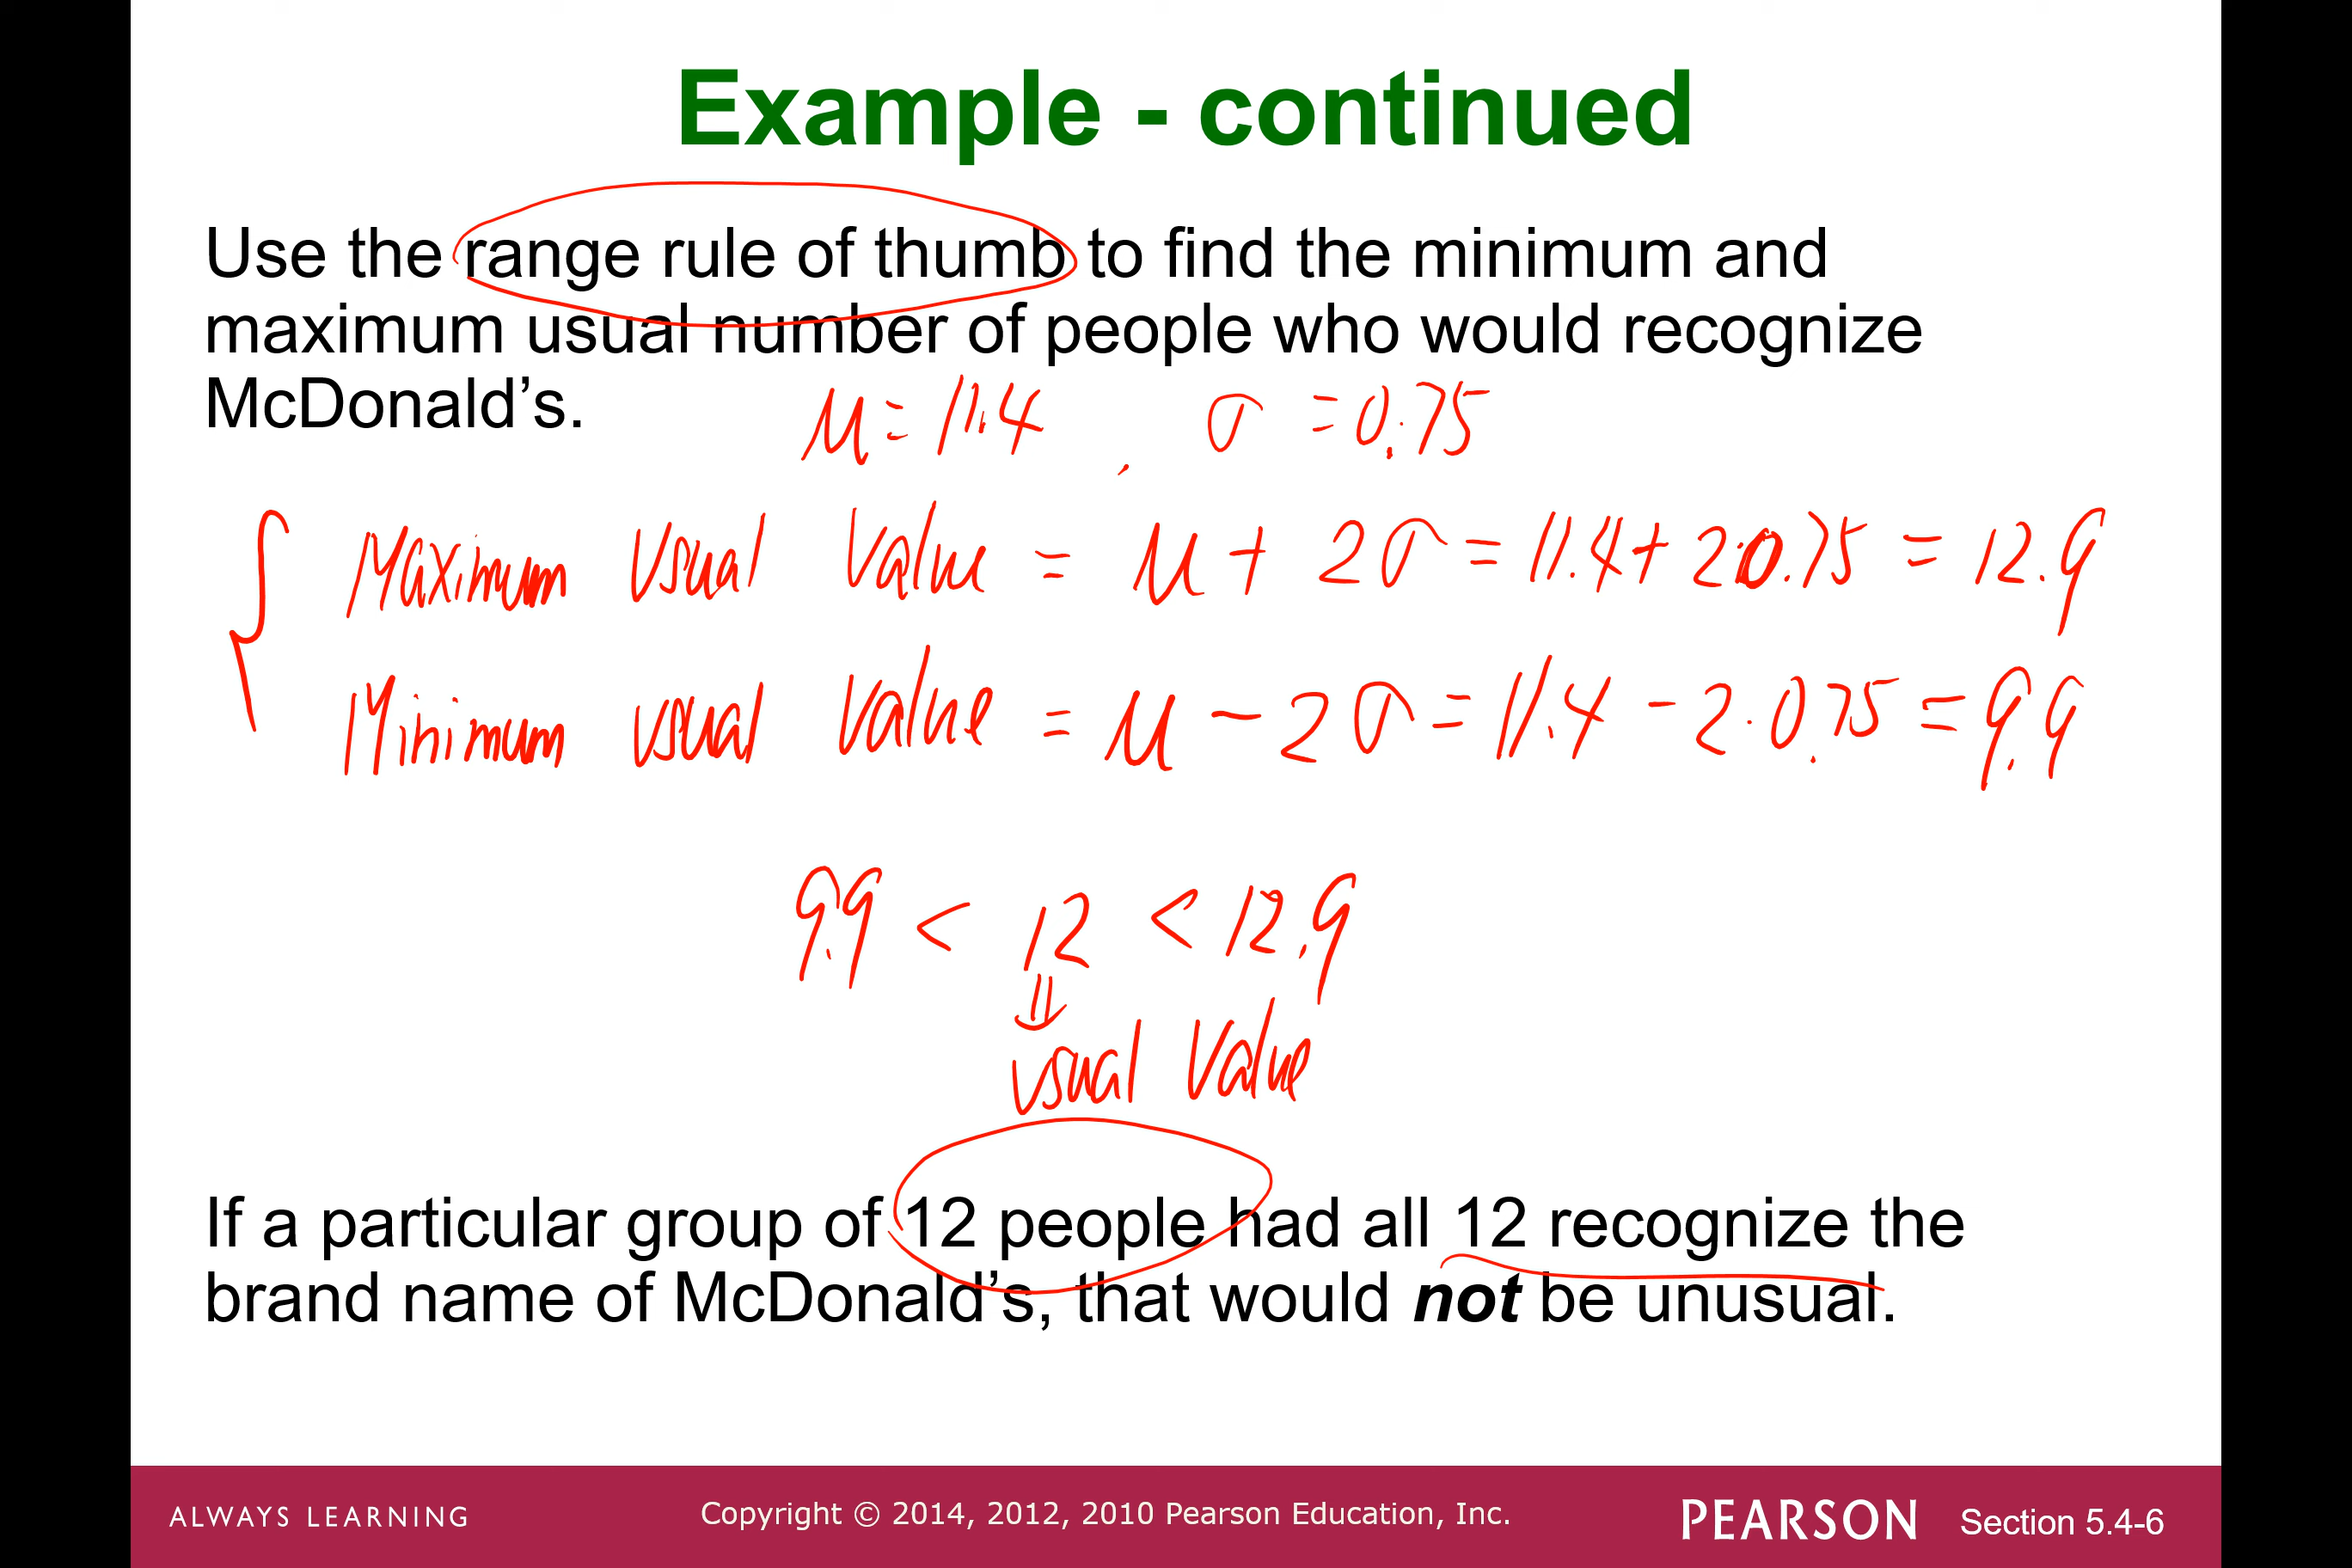 Example - continued
Use the range rule of thumb to find the minimum and
maximum usual number of people who would recognize
McDonald’s.
μ = 11.4 , σ = 0.75
Maximum usual value = μ + 2σ = 11.4 + 2·0.75 = 12.9
Minimum usual value = μ − 2σ = 11.4 − 2·0.75 = 9.9
9.9 < 12 < 12.9
usual value
If a particular group of 12 people had all 12 recognize the
brand name of McDonald’s, that would not be unusual.
ALWAYS LEARNING Copyright © 2014, 2012, 2010 Pearson Education, Inc. PEARSON Section 5.4-6